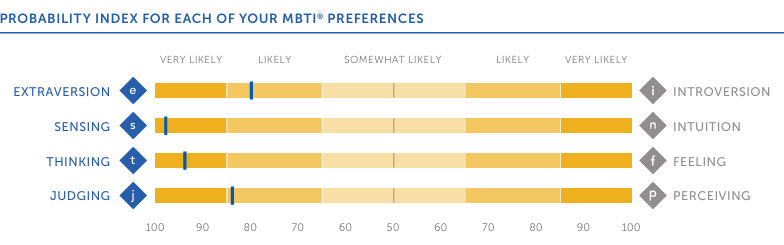 PROBABILITY INDEX FOR EACH OF YOUR MBTI® PREFERENCES
VERY LIKELY LIKELY SOMEWHAT LIKELY LIKELY VERY LIKELY
EXTRAVERSION e i INTROVERSION
SENSING s n INTUITION
THINKING t f FEELING
JUDGING j p PERCEIVING
100 90 80 70 60 50 60 70 80 90 100